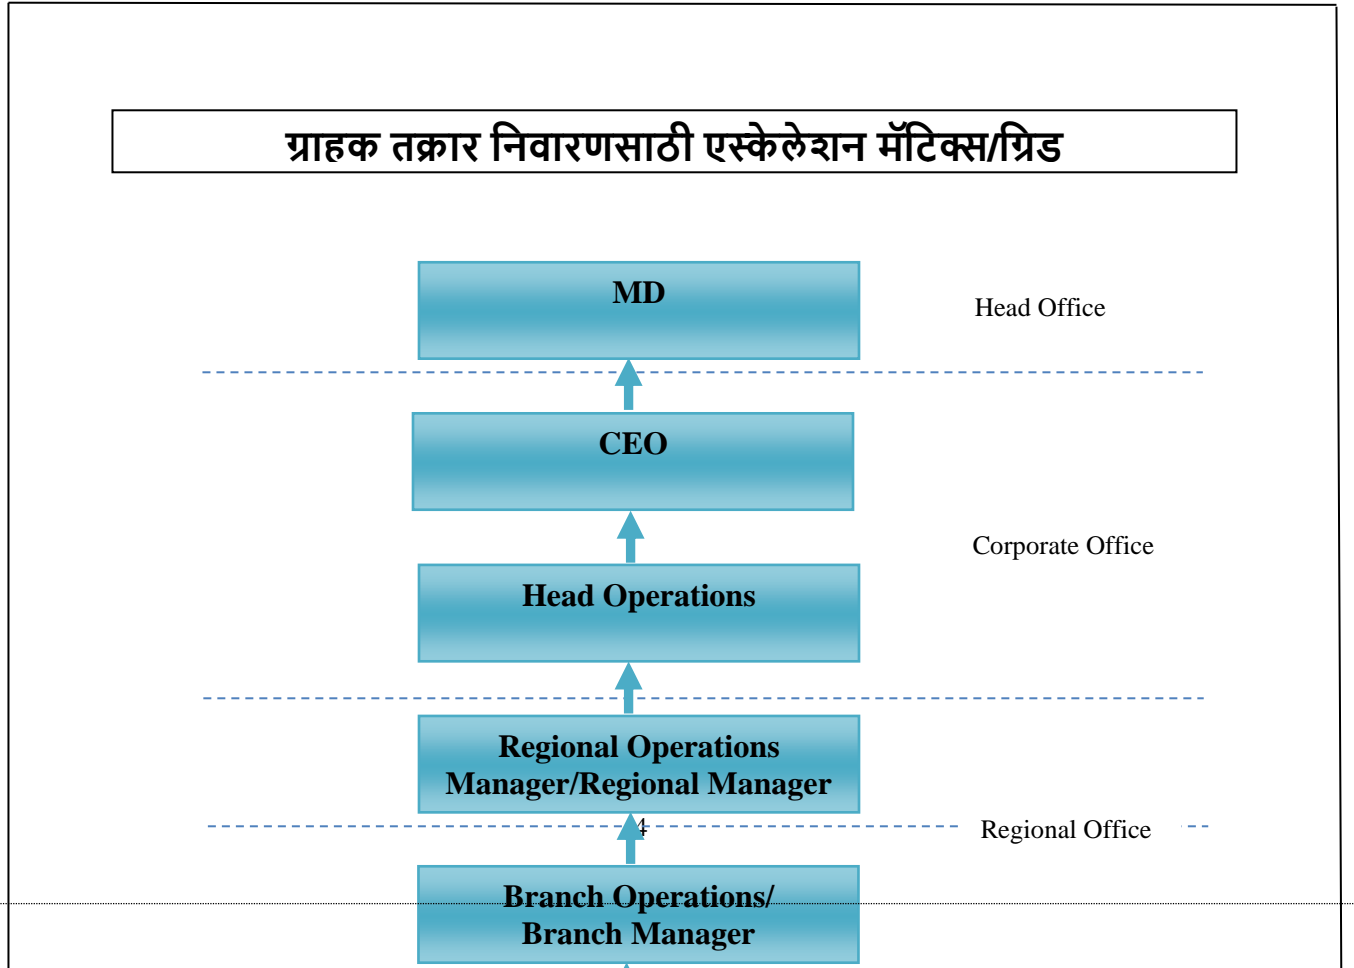 ग्राहक तक्रार निवारणसाठी एस्केलेशन मॅटिक्स/ग्रिड
MD
Head Office
CEO
Corporate Office
Head Operations
Regional Operations
Manager/Regional Manager
4
Regional Office
Branch Operations/
Branch Manager